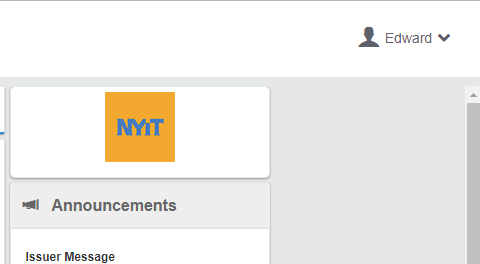 Edward
NYiT
Announcements
Issuer Message